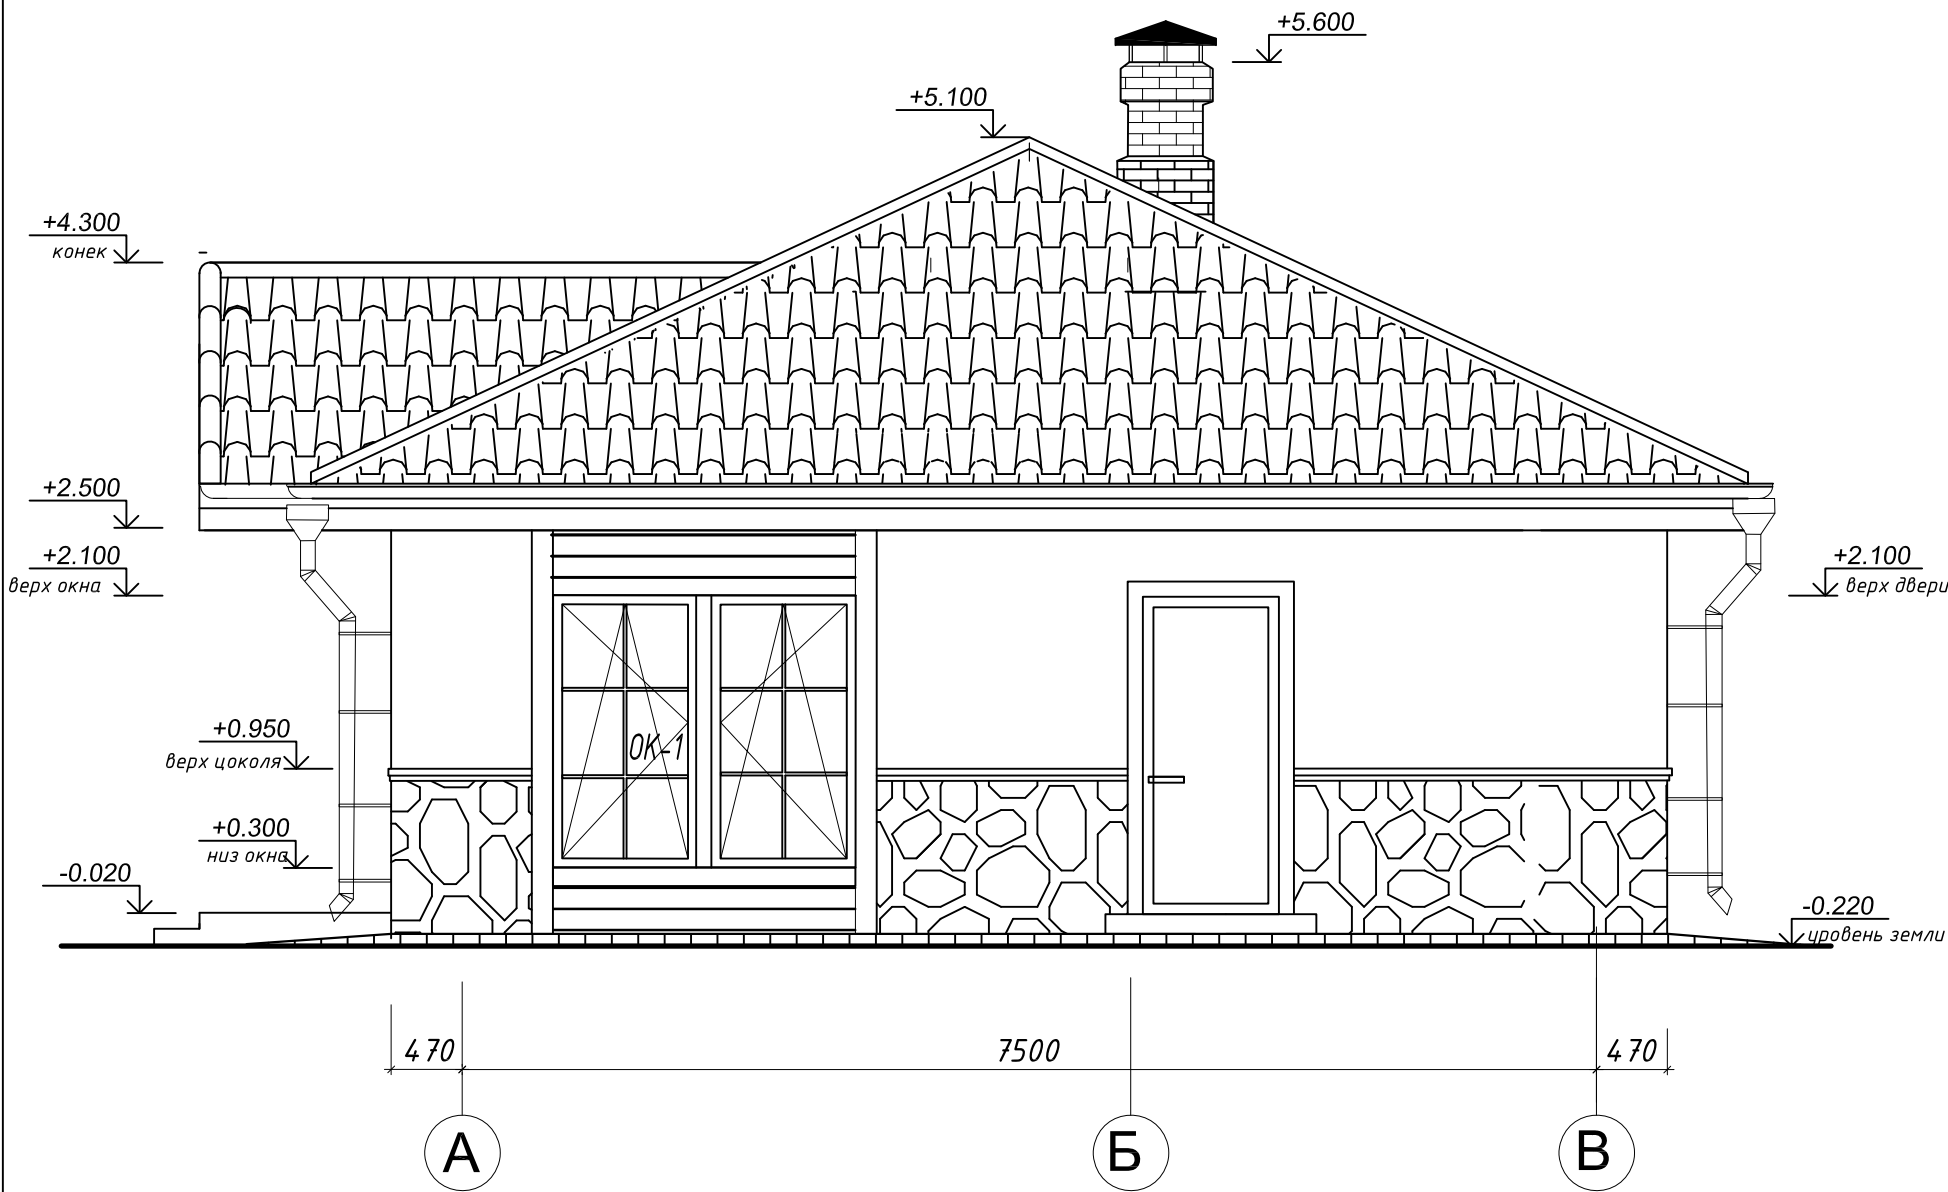 +5.600
+5.100
+4.300
конек
+2.500
+2.100
верх окна
+2.100
верх двери
+0.950
верх цоколя
ОК-1
+0.300
низ окна
-0.020
-0.220
уровень земли
470
7500
470
А
Б
В